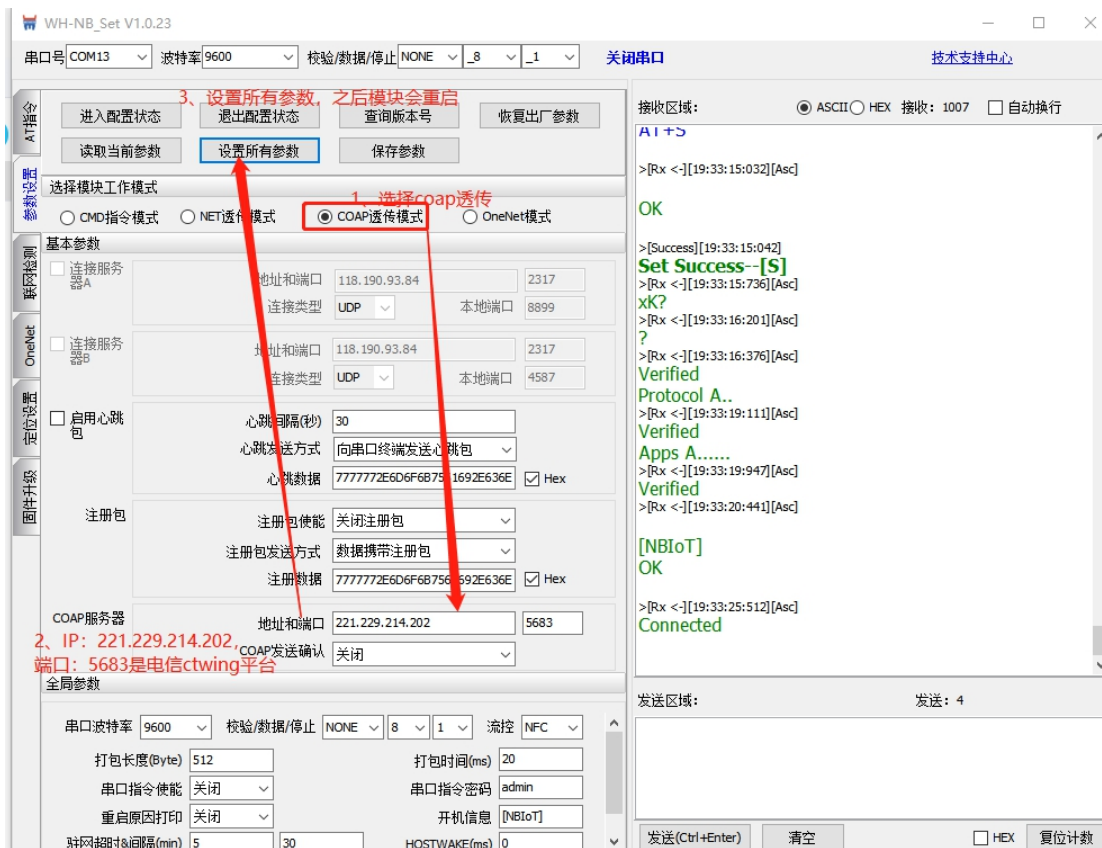 WH-NB_Set V1.0.23
串口号 COM13 波特率 9600 校验/数据/停止 NONE _8 _1 关闭串口 技术支持中心
3、设置所有参数，之后模块会重启
进入配置状态 退出配置状态 查询版本号 恢复出厂参数
读取当前参数 设置所有参数 保存参数
AT指令
参数设置
联网检测
OneNet
定位设置
固件升级
选择模块工作模式
1、选择coap透传
CMD指令模式 NET透传模式 COAP透传模式 OneNet模式
基本参数
连接服务器A
地址和端口 118.190.93.84 2317
连接类型 UDP 本地端口 8899
连接服务器B
地址和端口 118.190.93.84 2317
连接类型 UDP 本地端口 4587
启用心跳包
心跳间隔(秒) 30
心跳发送方式 向串口终端发送心跳包
心跳数据 Hex
注册包
注册包使能 关闭注册包
注册包发送方式 数据携带注册包
注册数据 Hex
COAP服务器
地址和端口 221.229.214.202 5683
2、IP：221.229.214.202，
端口：5683是电信ctwing平台
COAP发送确认 关闭
全局参数
串口波特率 9600 校验/数据/停止 NONE 8 1 流控 NFC
打包长度(Byte) 512 打包时间(ms) 20
串口指令使能 关闭 串口指令密码 admin
重启原因打印 关闭 开机信息 [NBIoT]
驻网超时&间隔(min) 5 30 HOSTWAKE(ms) 0
接收区域： ASCII HEX 接收：1007 自动换行
AT+S
>[Rx <-][19:33:15:032][Asc]
OK
>[Success][19:33:15:042]
Set Success--[S]
>[Rx <-][19:33:15:736][Asc]
xK?
>[Rx <-][19:33:16:201][Asc]
?
>[Rx <-][19:33:16:376][Asc]
Verified
Protocol A..
>[Rx <-][19:33:19:111][Asc]
Verified
Apps A......
>[Rx <-][19:33:19:947][Asc]
Verified
>[Rx <-][19:33:20:441][Asc]
[NBIoT]
OK
>[Rx <-][19:33:25:512][Asc]
Connected
发送区域： 发送：4
发送(Ctrl+Enter) 清空 HEX 复位计数